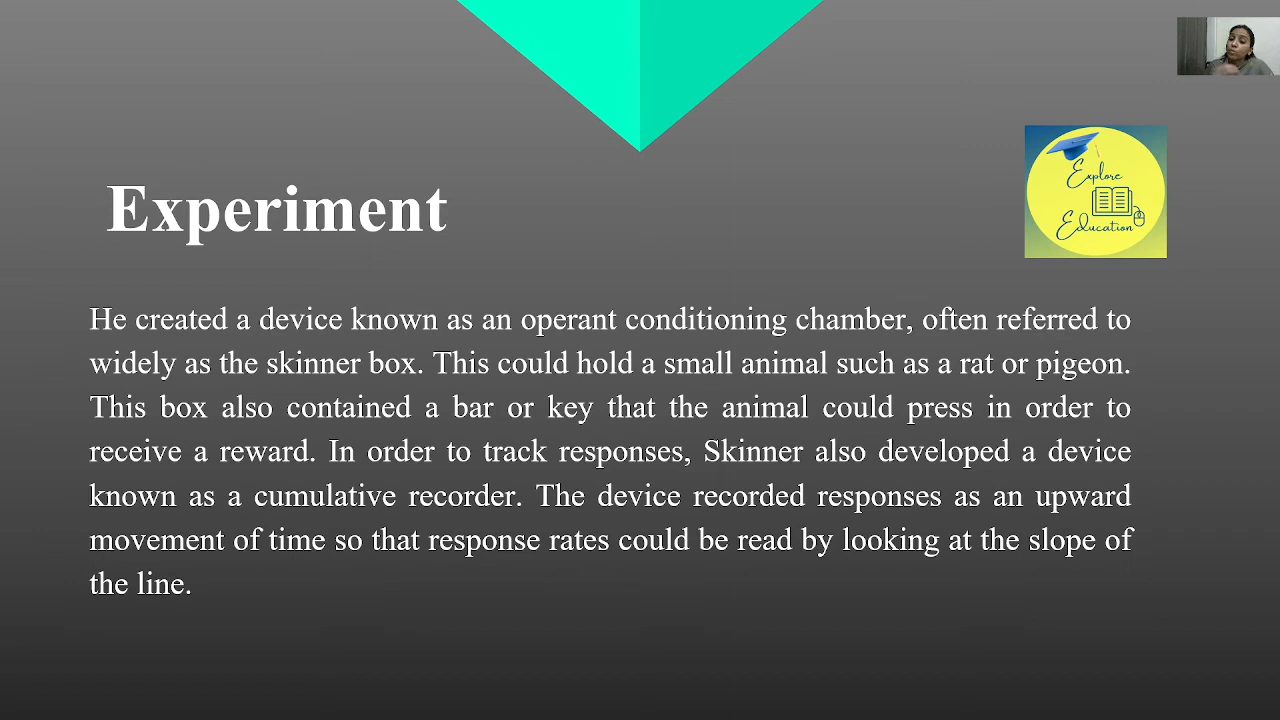 Explore
Education
Experiment
He created a device known as an operant conditioning chamber, often referred to
widely as the skinner box. This could hold a small animal such as a rat or pigeon.
This box also contained a bar or key that the animal could press in order to
receive a reward. In order to track responses, Skinner also developed a device
known as a cumulative recorder. The device recorded responses as an upward
movement of time so that response rates could be read by looking at the slope of
the line.